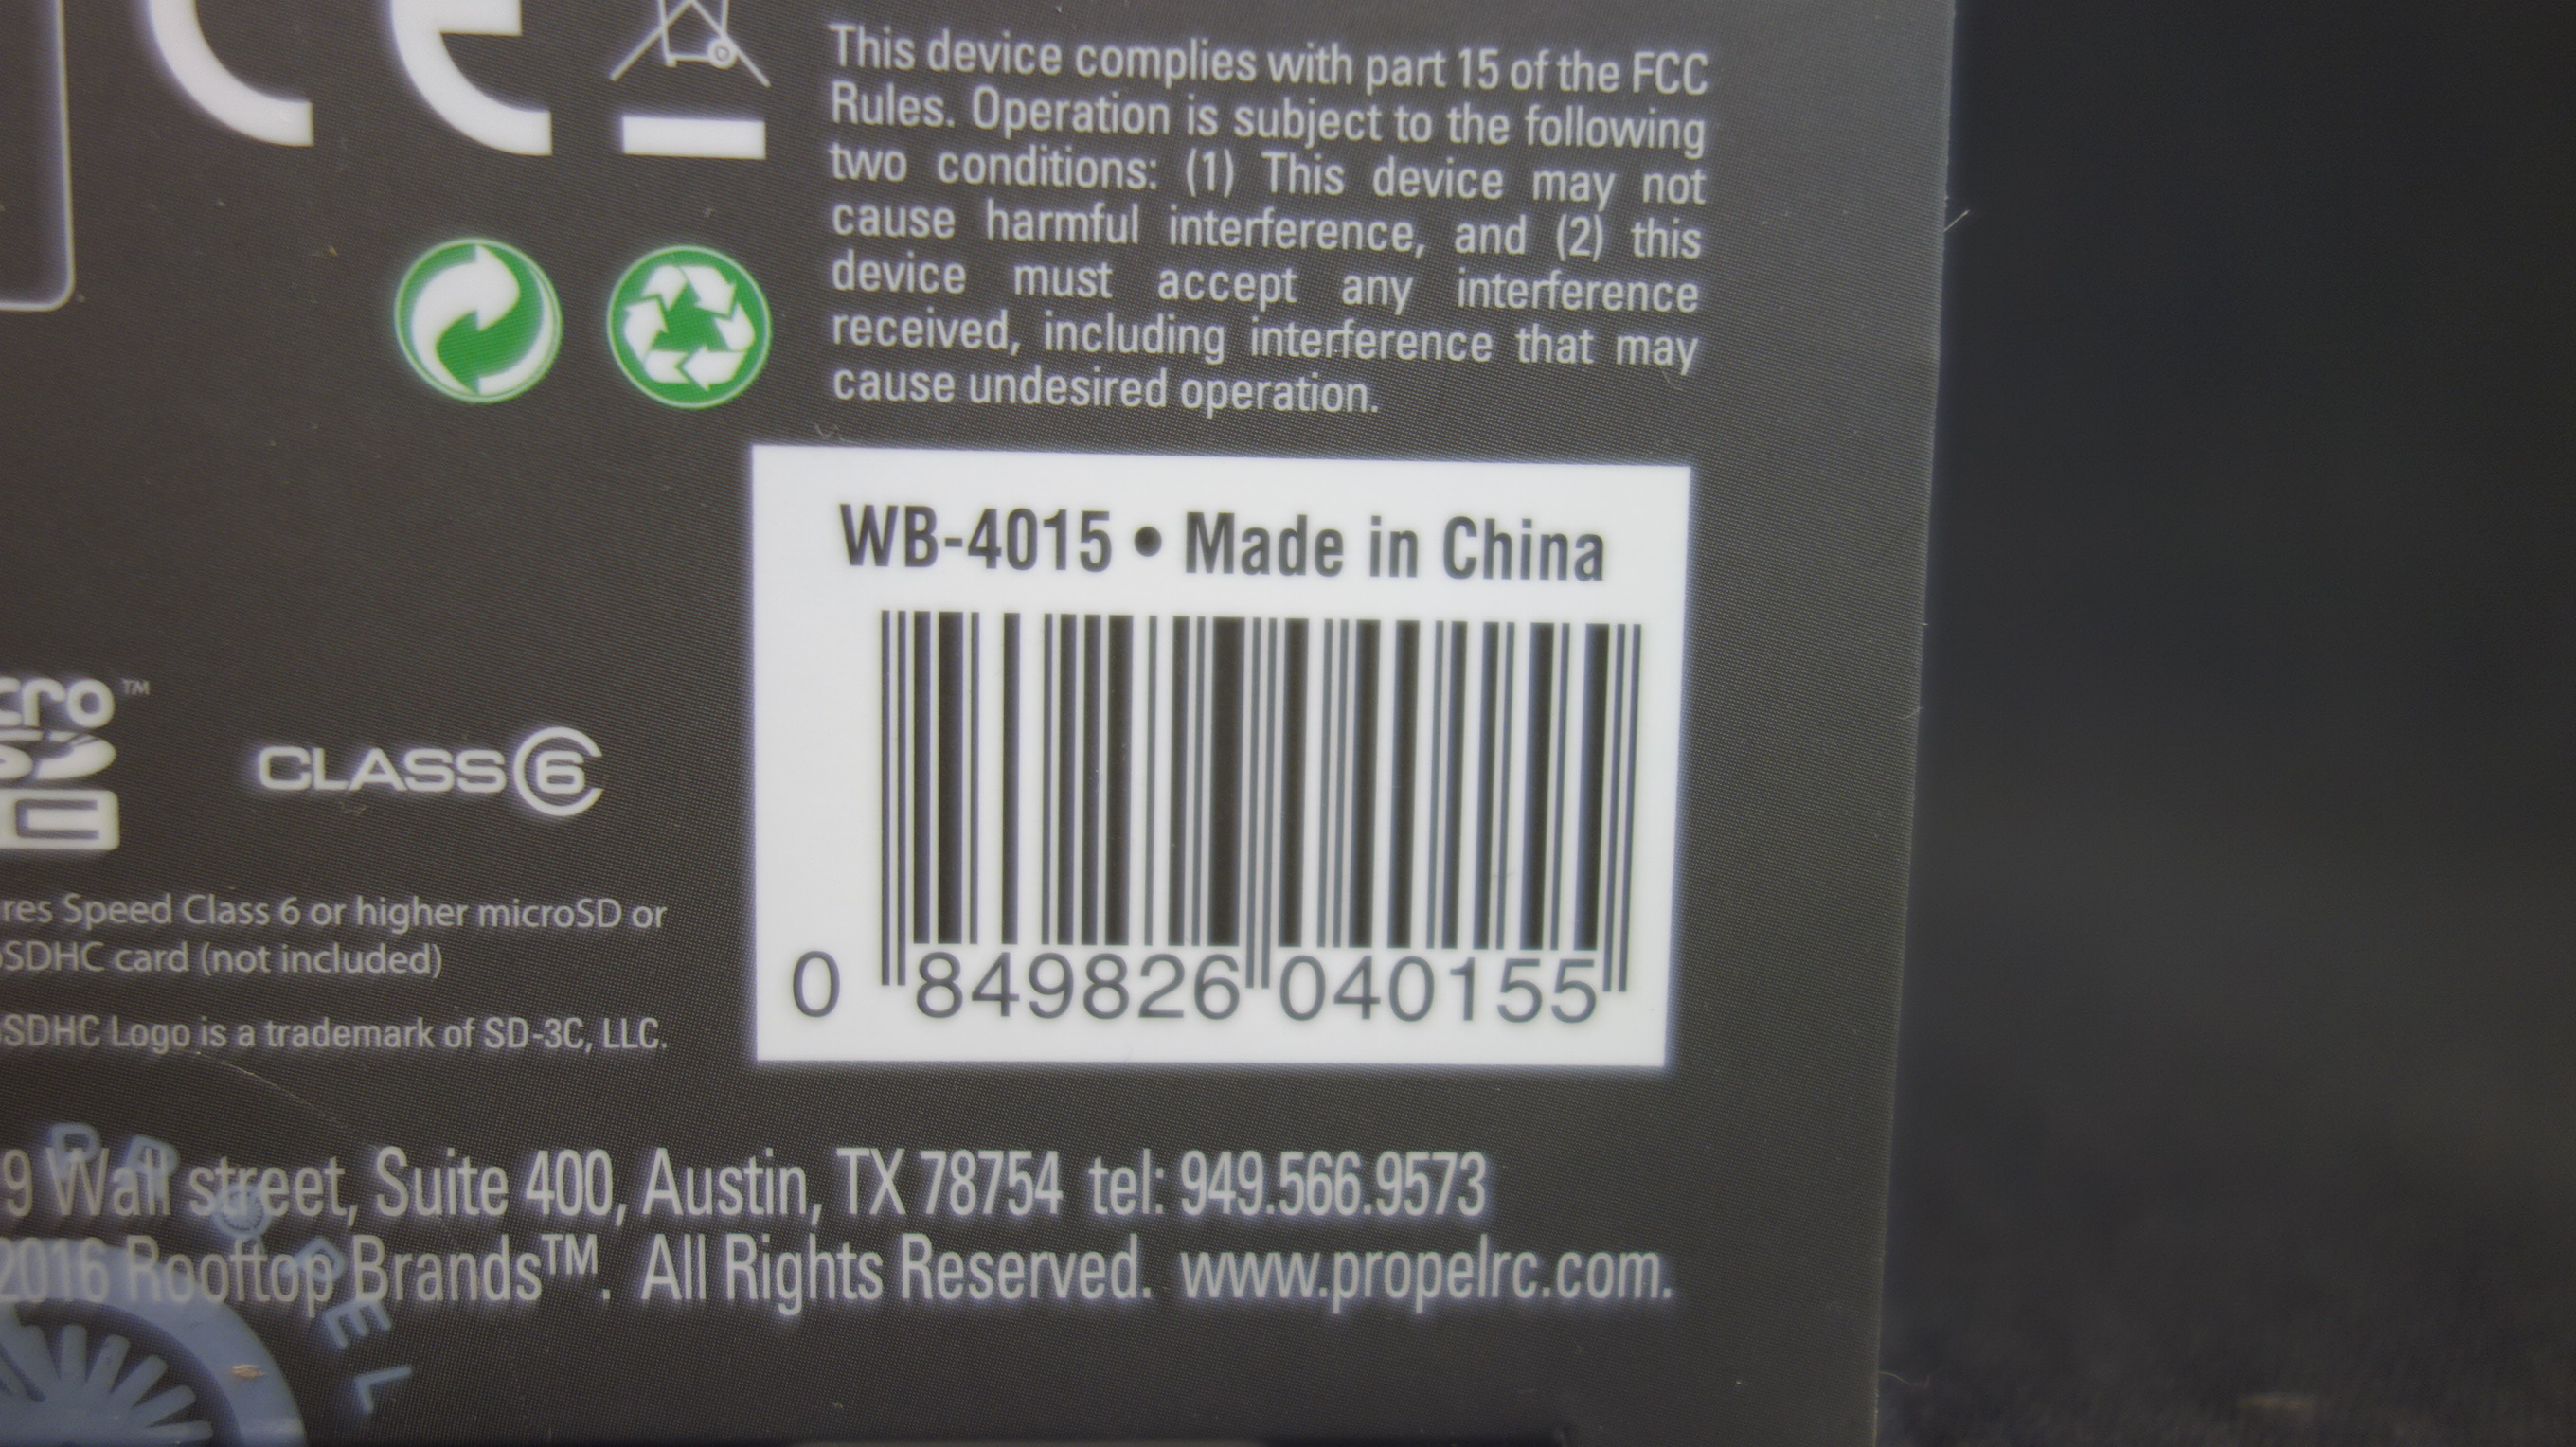 CE
This device complies with part 15 of the FCC
Rules. Operation is subject to the following
two conditions: (1) This device may not
cause harmful interference, and (2) this
device must accept any interference
received, including interference that may
cause undesired operation.
WB-4015 • Made in China
0 849826 040155
cro™
CLASS 6
res Speed Class 6 or higher microSD or
SDHC card (not included)
SDHC Logo is a trademark of SD-3C, LLC.
9 Wall street, Suite 400, Austin, TX 78754 tel: 949.566.9573
2016 Rooftop Brands™. All Rights Reserved. www.propelrc.com.
PROPEL